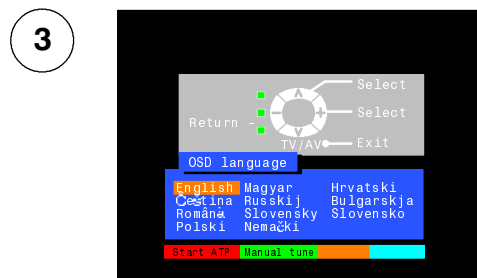 3
Select
Select
Return
TV/AV Exit
OSD language
English Magyar Hrvatski
Čeština Russkij Bulgarskja
Română Slovensky Slovensko
Polski Nemački
Start ATP Manual tune